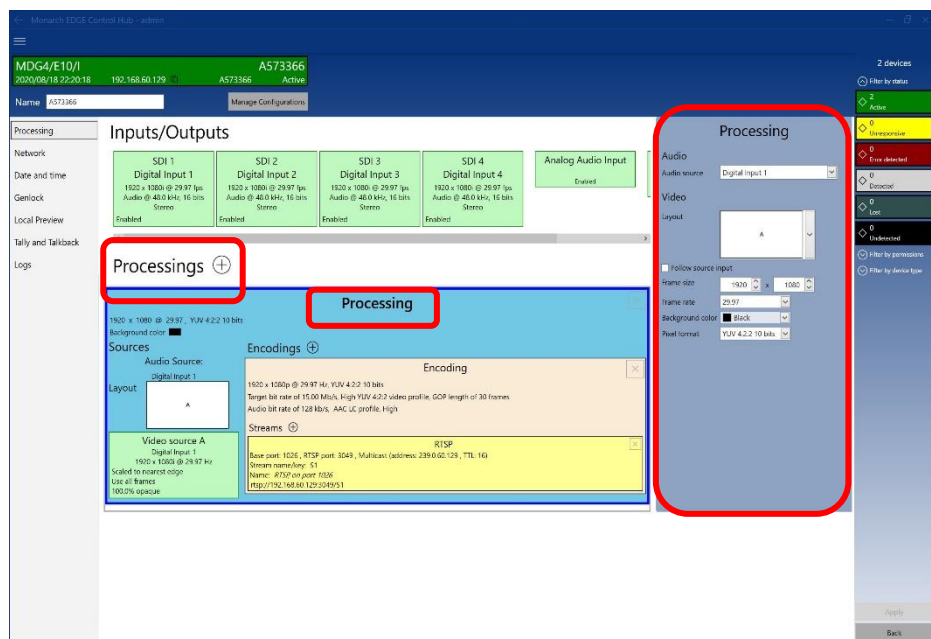 Monarch EDGE Control Hub - admin
MDG4/E10/I A573366
2020/08/18 22:20:18 192.168.60.129 A573366 Active
Name A573366 Manage Configurations
Processing
Network
Date and time
Genlock
Local Preview
Tally and Talkback
Logs
Inputs/Outputs
SDI 1
Digital Input 1
1920 x 1080i @ 29.97 fps
Audio @ 48.0 kHz, 16 bits
Stereo
Enabled
SDI 2
Digital Input 2
1920 x 1080i @ 29.97 fps
Audio @ 48.0 kHz, 16 bits
Stereo
Enabled
SDI 3
Digital Input 3
1920 x 1080i @ 29.97 fps
Audio @ 48.0 kHz, 16 bits
Stereo
Enabled
SDI 4
Digital Input 4
1920 x 1080i @ 29.97 fps
Audio @ 48.0 kHz, 16 bits
Stereo
Enabled
Analog Audio Input
Enabled
Processings
Processing
1920 x 1080 @ 29.97 , YUV 4:2:2 10 bits
Background color
Sources
Audio Source:
Digital Input 1
Layout
A
Video source A
Digital Input 1
1920 x 1080i @ 29.97 Hz
Scaled to nearest edge
Use all frames
100.0% opaque
Encodings
Encoding
1920 x 1080p @ 29.97 Hz, YUV 4:2:2 10 bits
Target bit rate of 15.00 Mb/s, High YUV 4:2:2 video profile, GOP length of 30 frames
Audio bit rate of 128 kb/s, AAC LC profile, High
Streams
RTSP
Base port: 1026 , RTSP port: 3049 , Multicast (address: 239.0.60.129 , TTL: 16)
Stream name/key: S1
Name: RTSP on port 1026
rtsp://192.168.60.129:3049/S1
Processing
Audio
Audio source Digital Input 1
Video
Layout
A
Follow source input
Frame size 1920 x 1080
Frame rate 29.97
Background color Black
Pixel format YUV 4:2:2 10 bits
2 devices
Filter by status
2
Active
0
Unresponsive
0
Error detected
0
Detected
0
Lost
0
Undetected
Filter by permissions
Filter by device type
Apply
Back